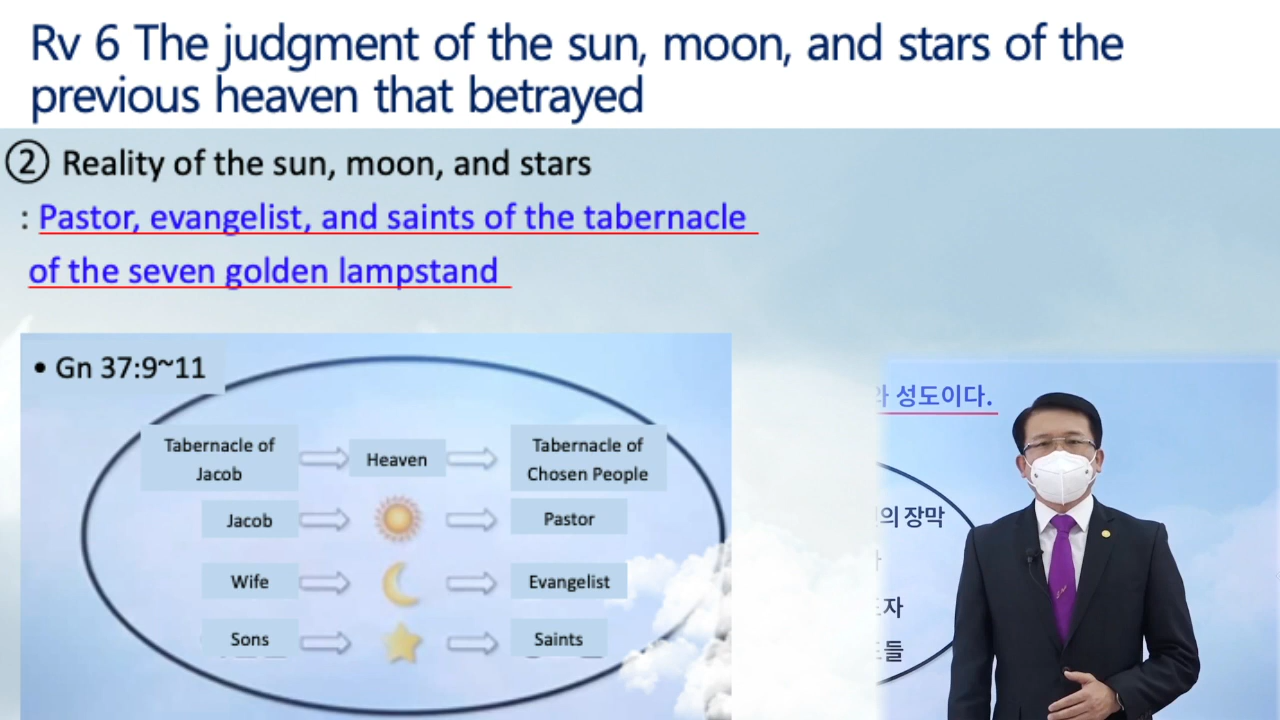 Rv 6 The judgment of the sun, moon, and stars of the
previous heaven that betrayed
② Reality of the sun, moon, and stars
: Pastor, evangelist, and saints of the tabernacle
of the seven golden lampstand
• Gn 37:9~11
Tabernacle of
Jacob
Heaven
Tabernacle of
Chosen People
Jacob
Pastor
Wife
Evangelist
Sons
Saints
성도이다.
의 장막
자
들